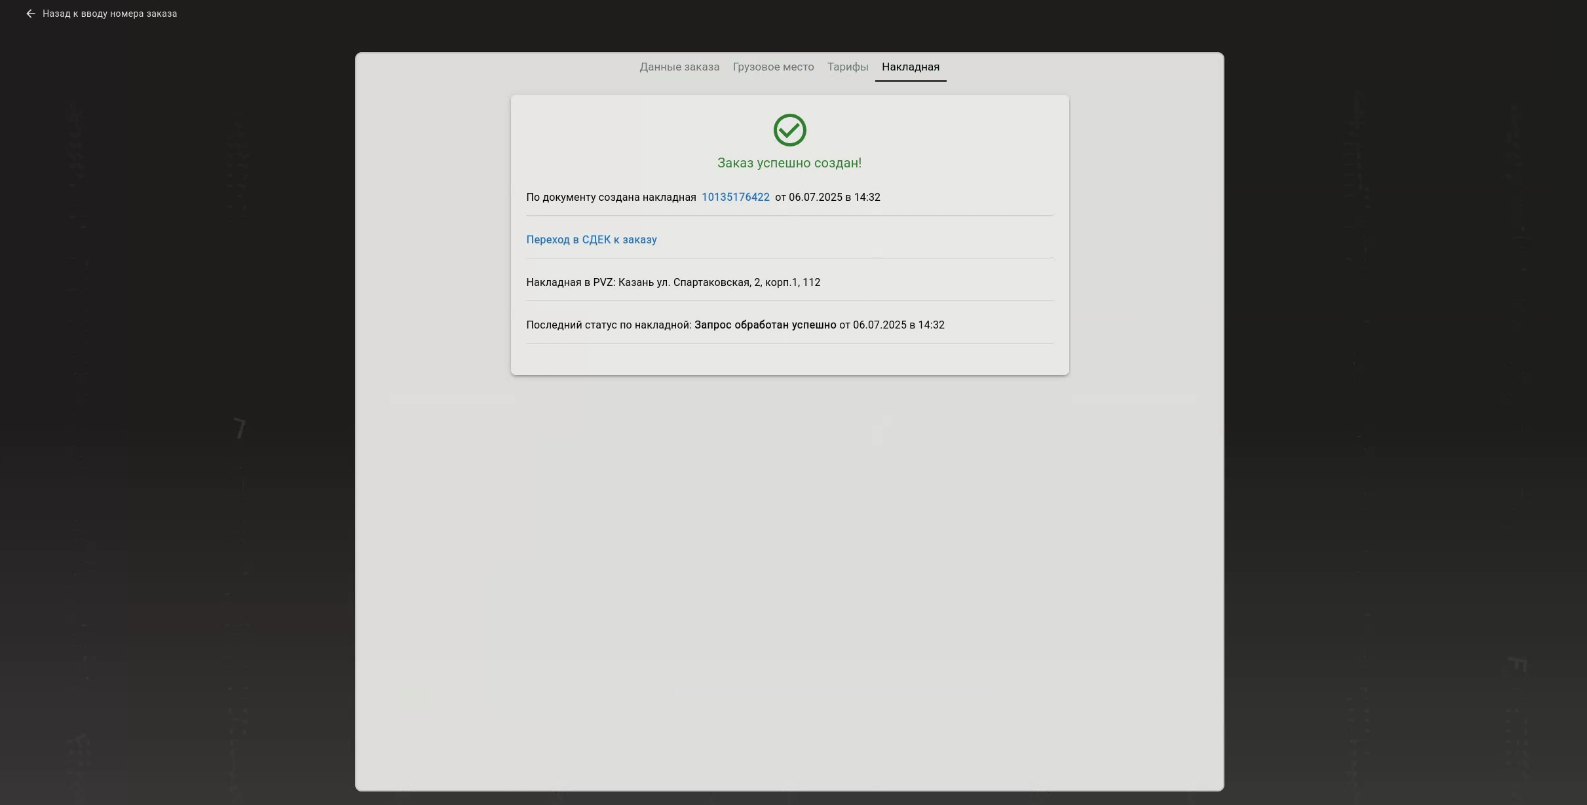 Назад к вводу номера заказа
Данные заказа Грузовое место Тарифы Накладная
Заказ успешно создан!
По документу создана накладная 10135176422 от 06.07.2025 в 14:32
Переход в СДЕК к заказу
Накладная в PVZ: Казань ул. Спартаковская, 2, корп.1, 112
Последний статус по накладной: Запрос обработан успешно от 06.07.2025 в 14:32